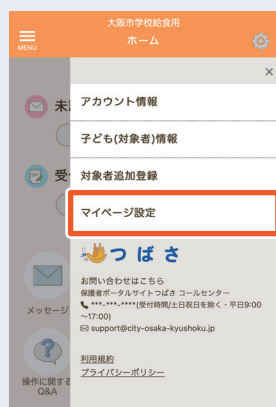 大阪市学校給食用
ホーム
MENU
×
未
アカウント情報
子ども(対象者)情報
受
対象者追加登録
マイページ設定
つばさ
お問い合わせはこちら
保護者ポータルサイトつばさ コールセンター
***-***-****(受付時間/土日祝日を除く・平日9:00
~17:00)
support@city-osaka-kyushoku.jp
メッセージ
利用規約
プライバシーポリシー
操作に関する
Q&A